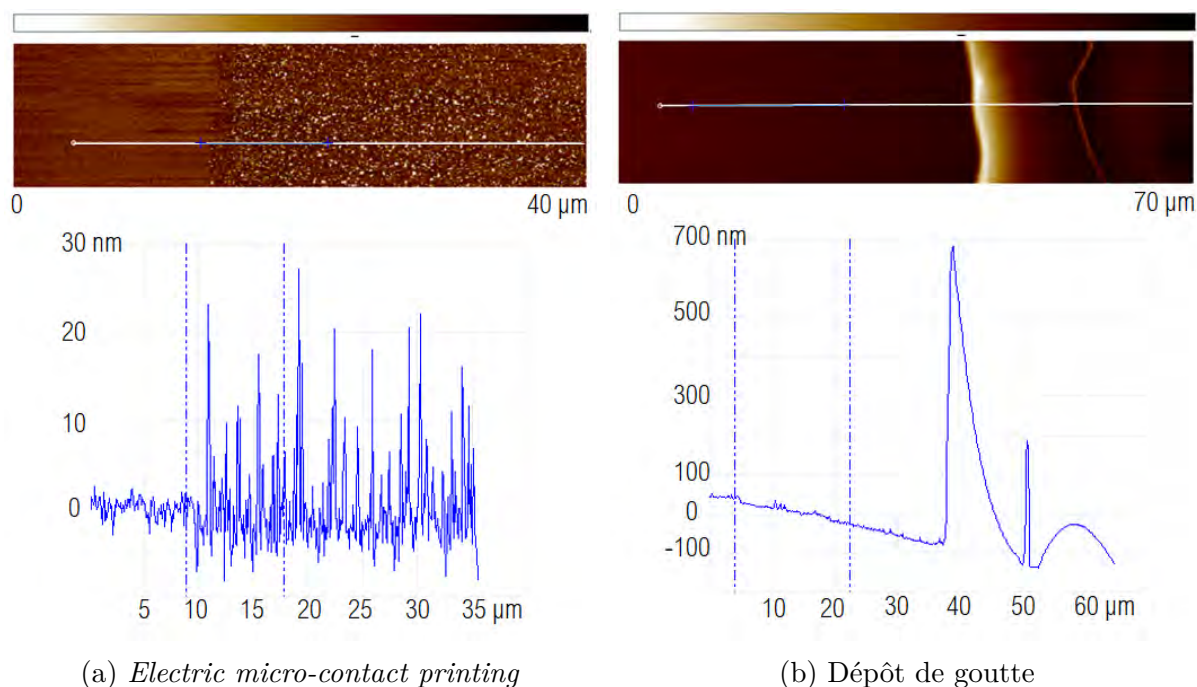 0 40 µm
30 nm
20
10
0
5 10 15 20 25 30 35 µm
(a) Electric micro-contact printing
0 70 µm
700 nm
500
300
100
0
-100
10 20 30 40 50 60 µm
(b) Dépôt de goutte